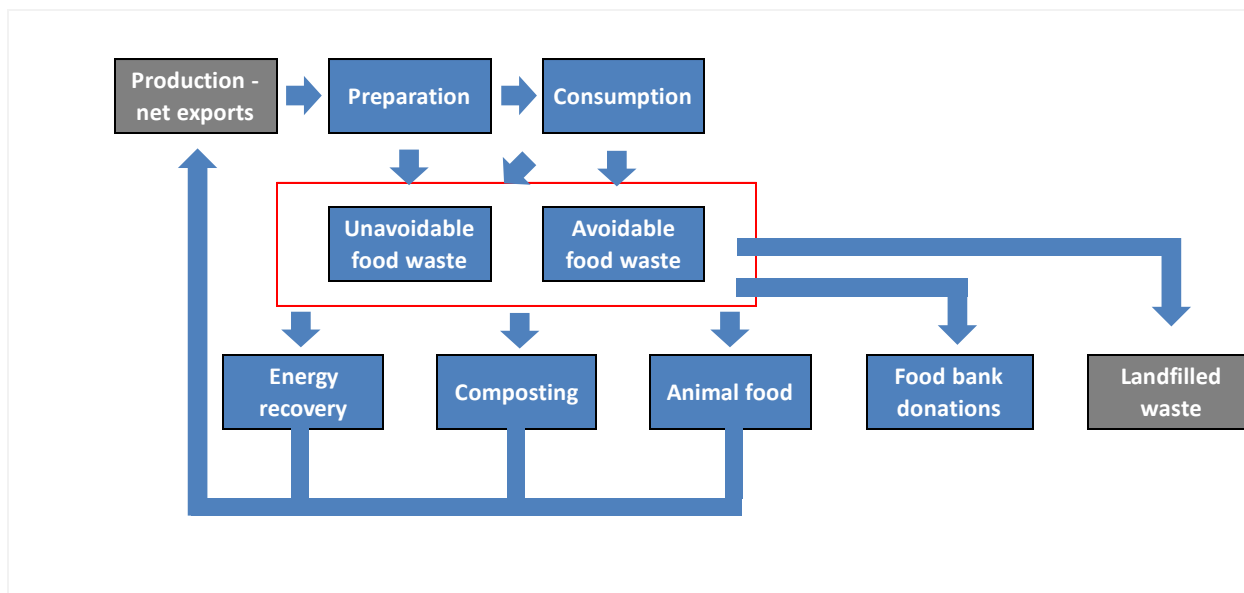 Production -
net exports
Preparation
Consumption
Unavoidable
food waste
Avoidable
food waste
Energy
recovery
Composting
Animal food
Food bank
donations
Landfilled
waste